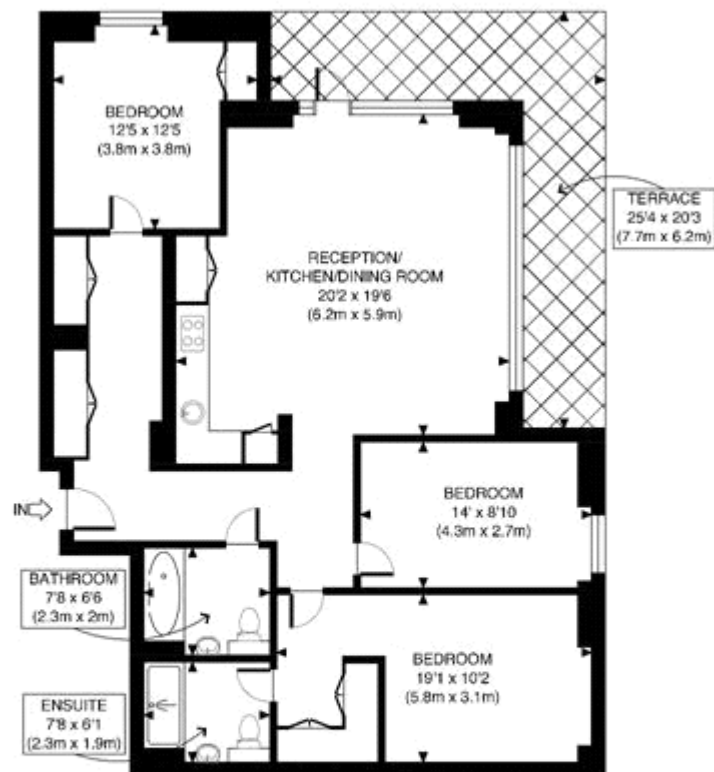 BEDROOM
12'5 x 12'5
(3.8m x 3.8m)
TERRACE
25'4 x 20'3
(7.7m x 6.2m)
RECEPTION/
KITCHEN/DINING ROOM
20'2 x 19'6
(6.2m x 5.9m)
IN
BEDROOM
14' x 8'10
(4.3m x 2.7m)
BATHROOM
7'8 x 6'6
(2.3m x 2m)
BEDROOM
19'1 x 10'2
(5.8m x 3.1m)
ENSUITE
7'8 x 6'1
(2.3m x 1.9m)